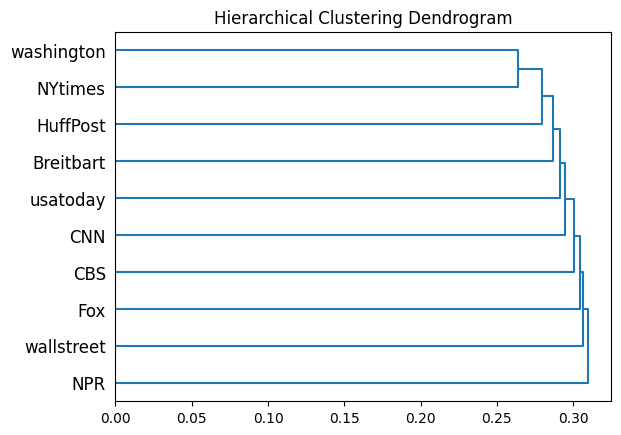 Hierarchical Clustering Dendrogram
washington
NYtimes
HuffPost
Breitbart
usatoday
CNN
CBS
Fox
wallstreet
NPR
0.00 0.05 0.10 0.15 0.20 0.25 0.30